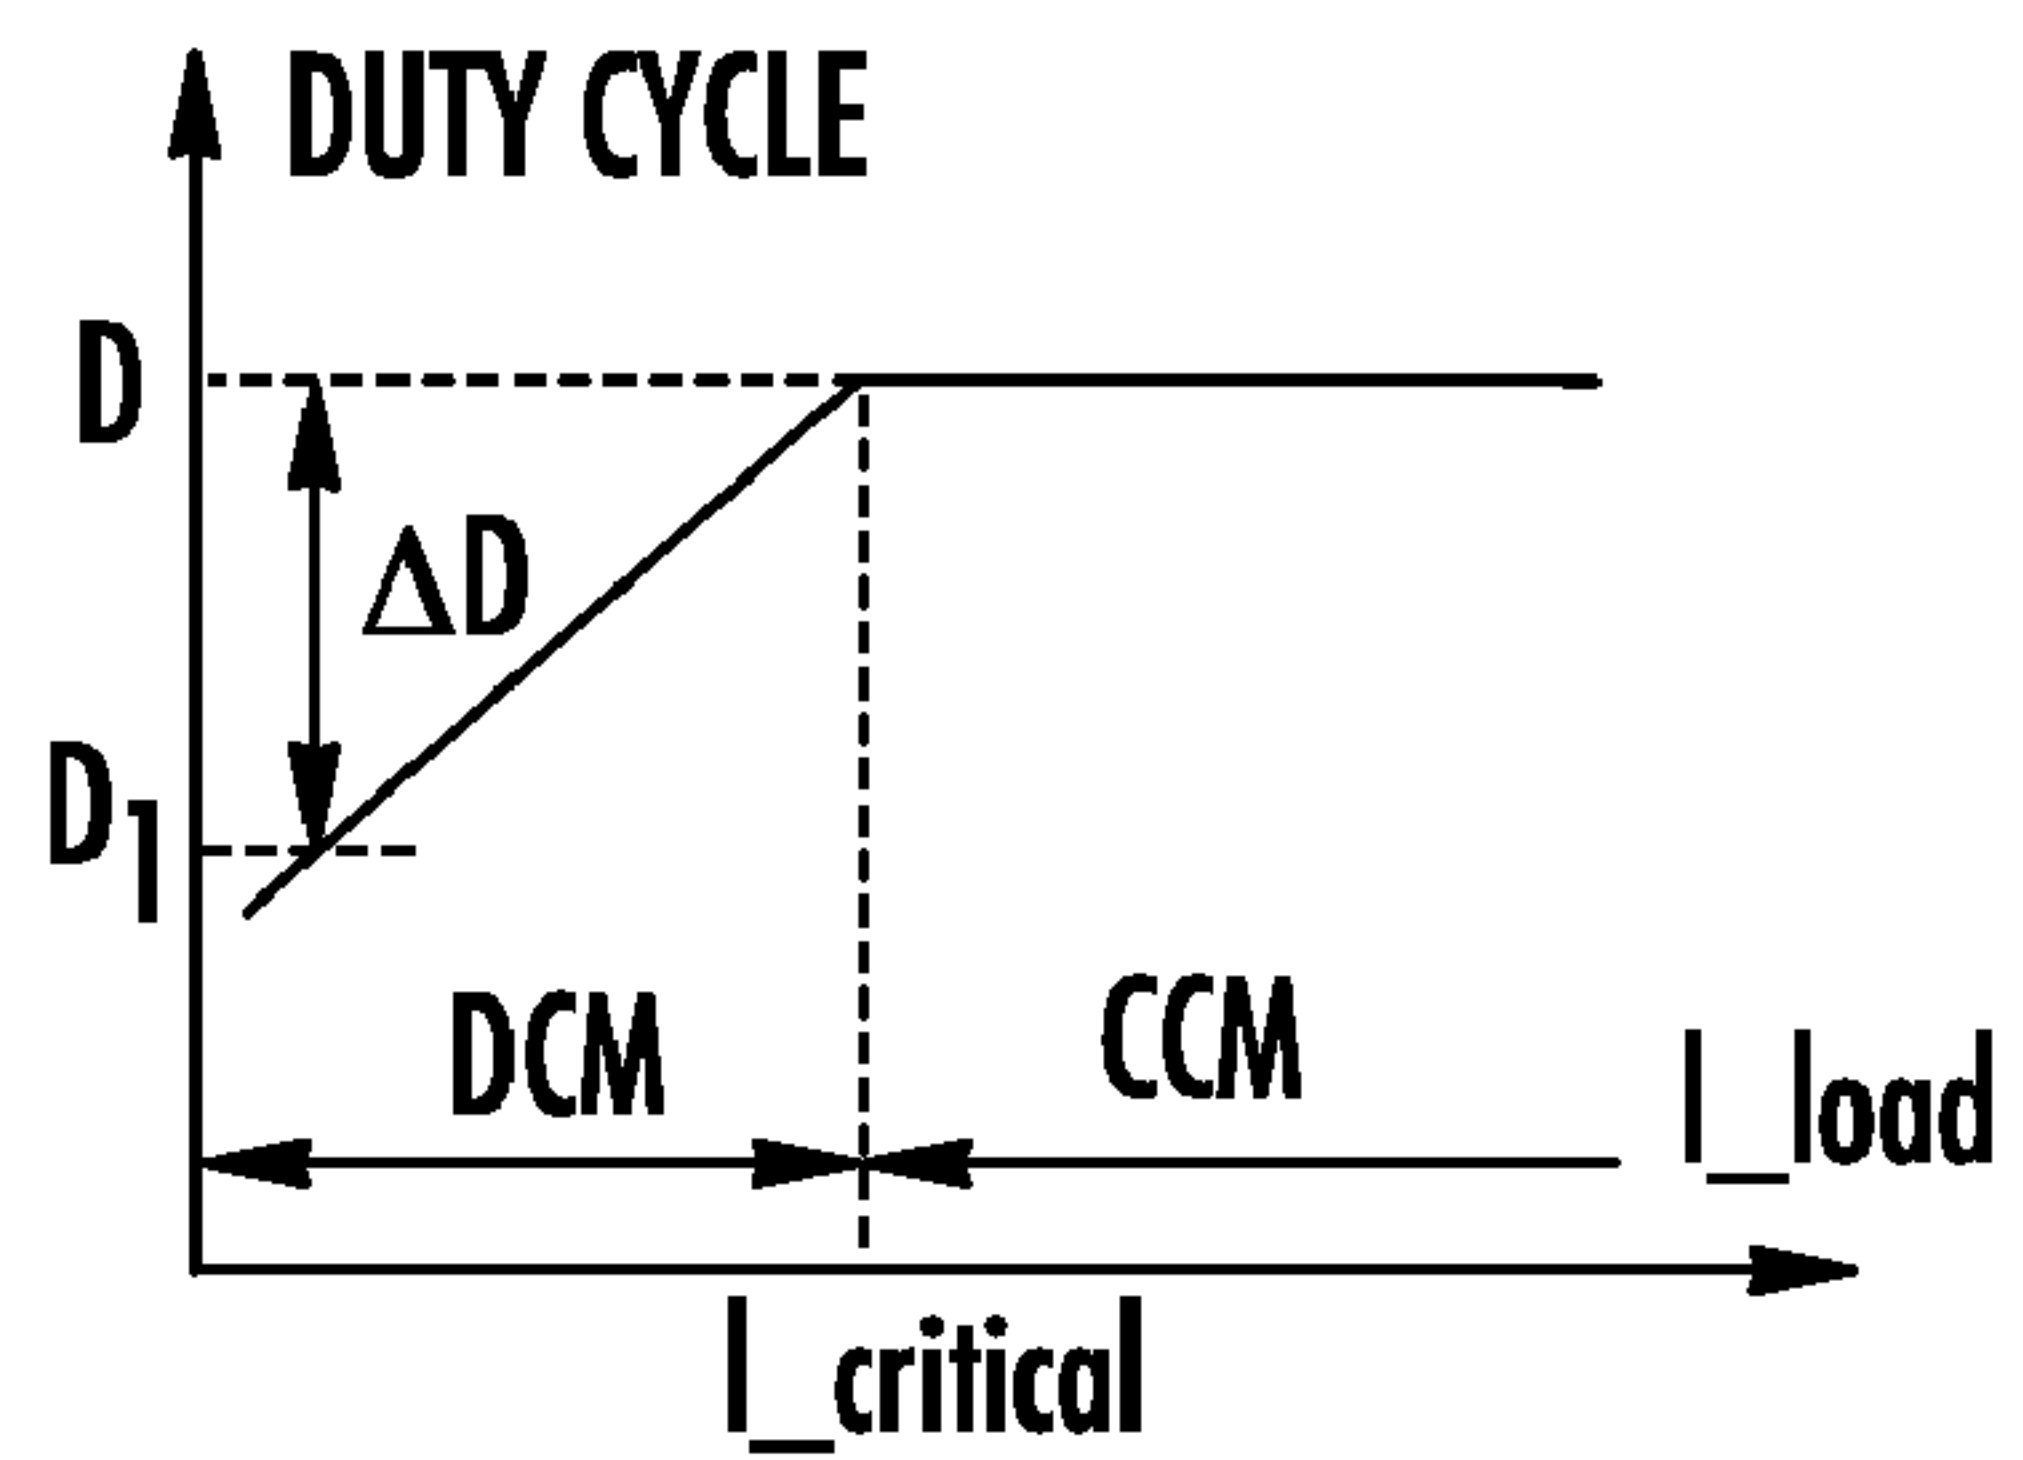 DUTY CYCLE
D
ΔD
D1
DCM
CCM
I_load
I_critical